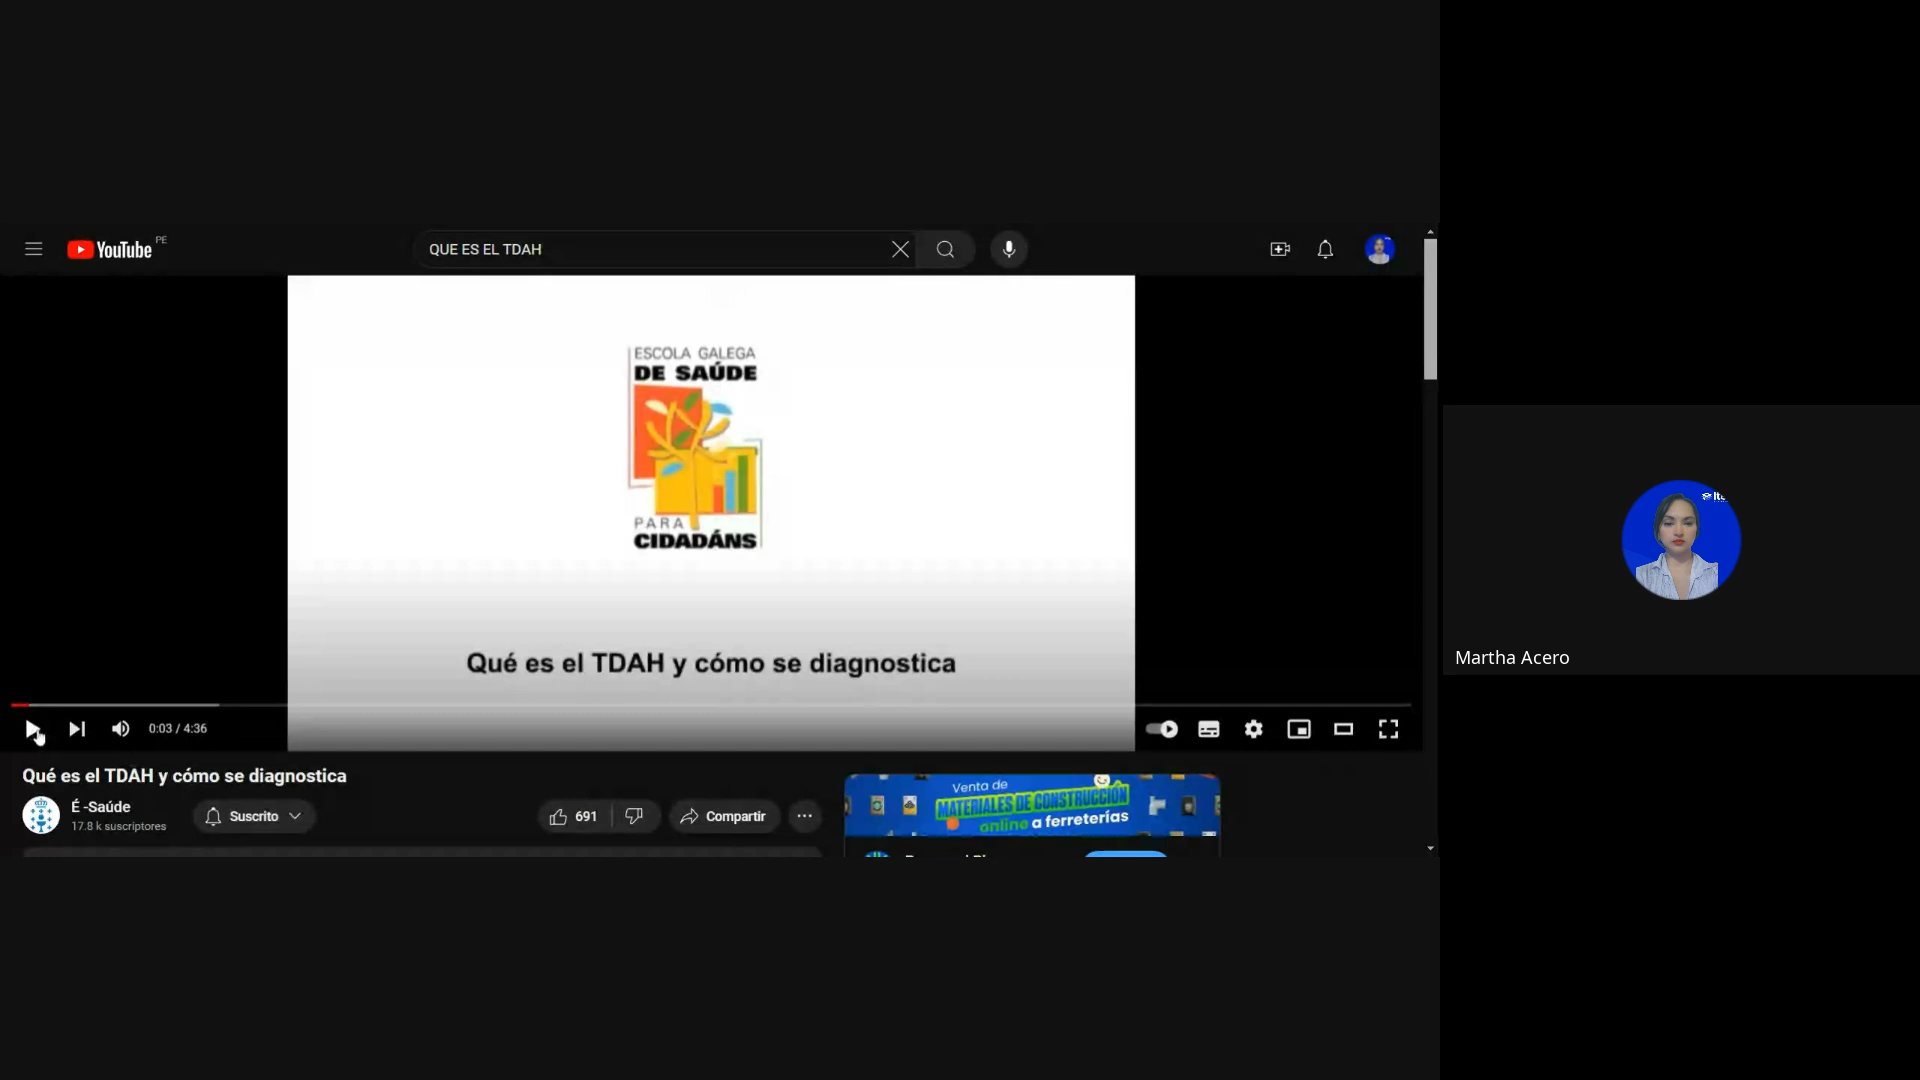 YouTube PE
QUE ES EL TDAH
ESCOLA GALEGA
DE SAÚDE
PARA
CIDADÁNS
Qué es el TDAH y cómo se diagnostica
0:03 / 4:36
Qué es el TDAH y cómo se diagnostica
É -Saúde
17.8 k suscriptores
Suscrito
691
Compartir
Venta de
MATERIALES DE CONSTRUCCIÓN
online a ferreterías
Martha Acero